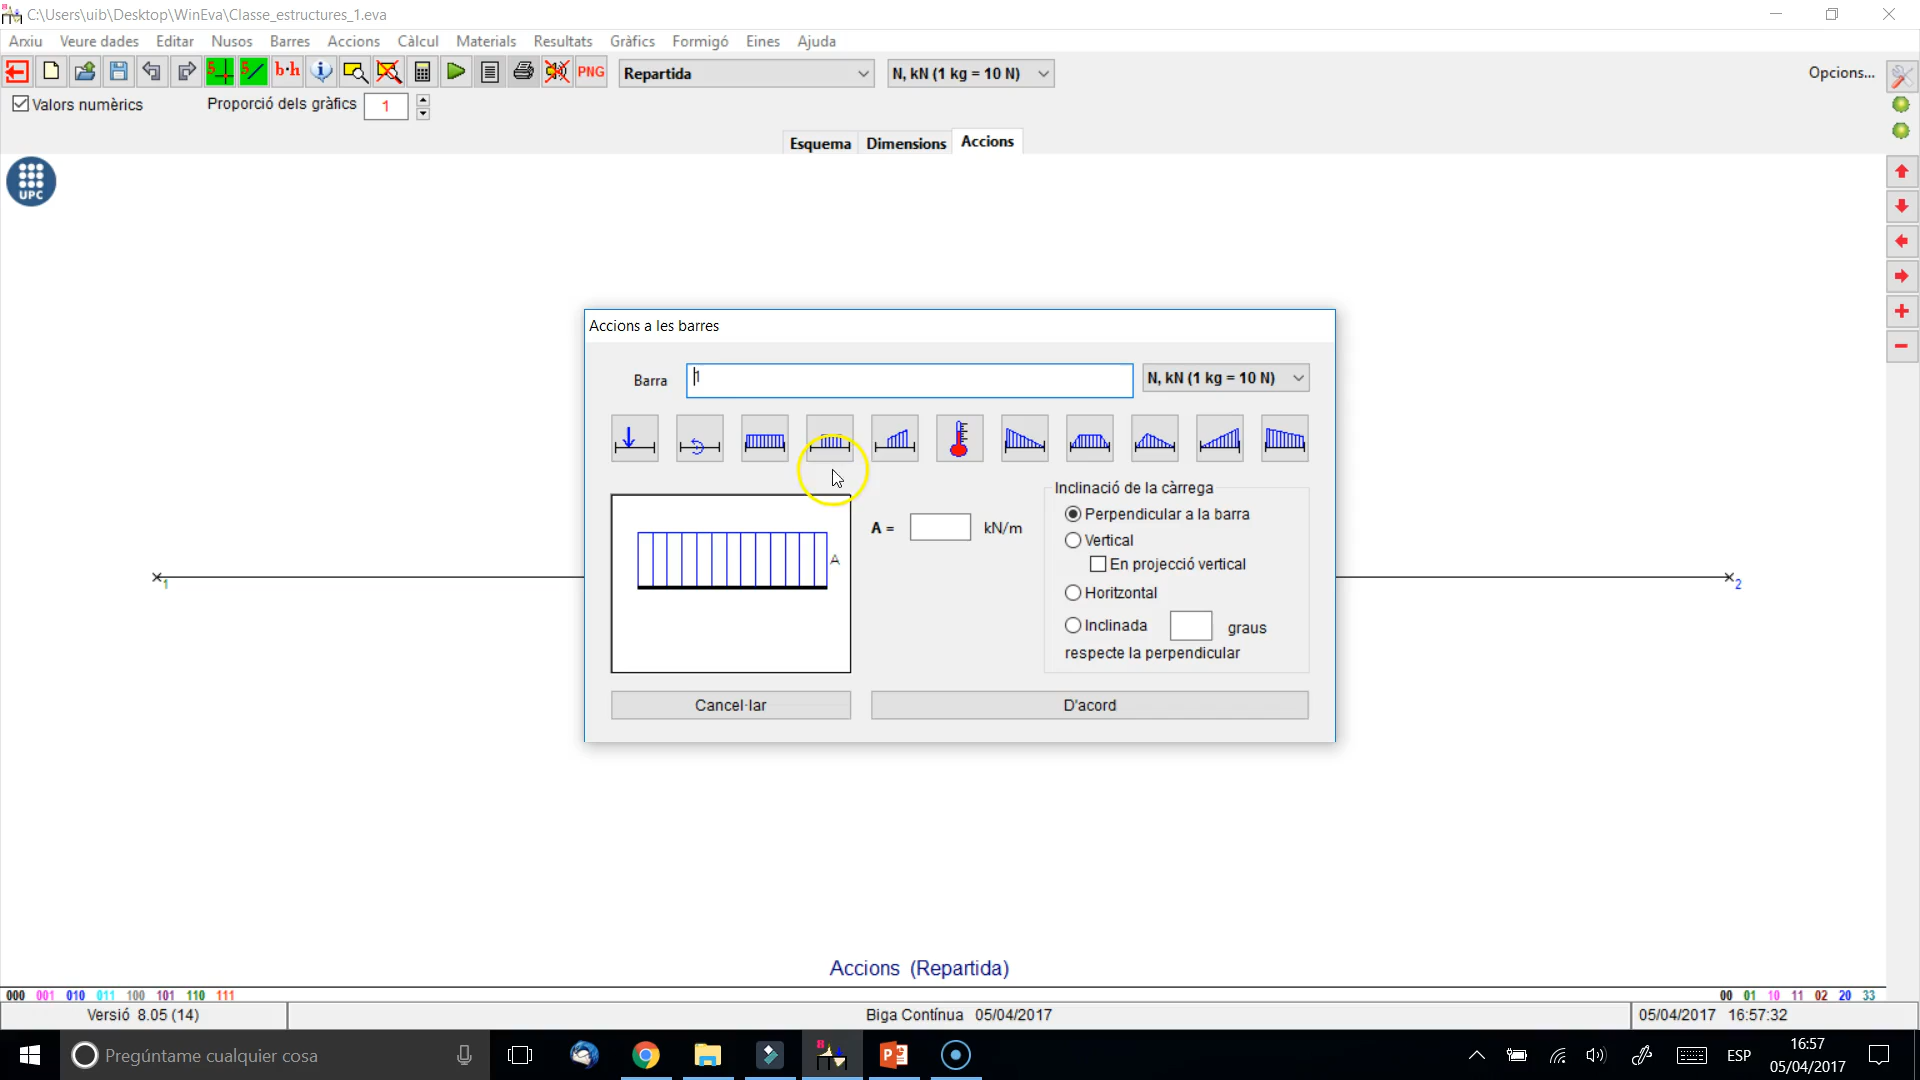 C:\Users\uib\Desktop\WinEva\Classe_estructures_1.eva
Arxiu Veure dades Editar Nusos Barres Accions Càlcul Materials Resultats Gràfics Formigó Eines Ajuda
5 5 b·h i PNG Repartida N, kN (1 kg = 10 N) Opcions...
Valors numèrics Proporció dels gràfics 1
Esquema Dimensions Accions
UPC
Accions a les barres
Barra 1 N, kN (1 kg = 10 N)
Inclinació de la càrrega
A = kN/m
Perpendicular a la barra
Vertical
A
En projecció vertical
1
2
Horitzontal
Inclinada graus
respecte la perpendicular
Cancel·lar D'acord
Accions (Repartida)
000 001 010 011 100 101 110 111 00 01 10 11 02 20 33
Versió 8.05 (14) Biga Contínua 05/04/2017 05/04/2017 16:57:32
Pregúntame cualquier cosa ESP 16:57
05/04/2017